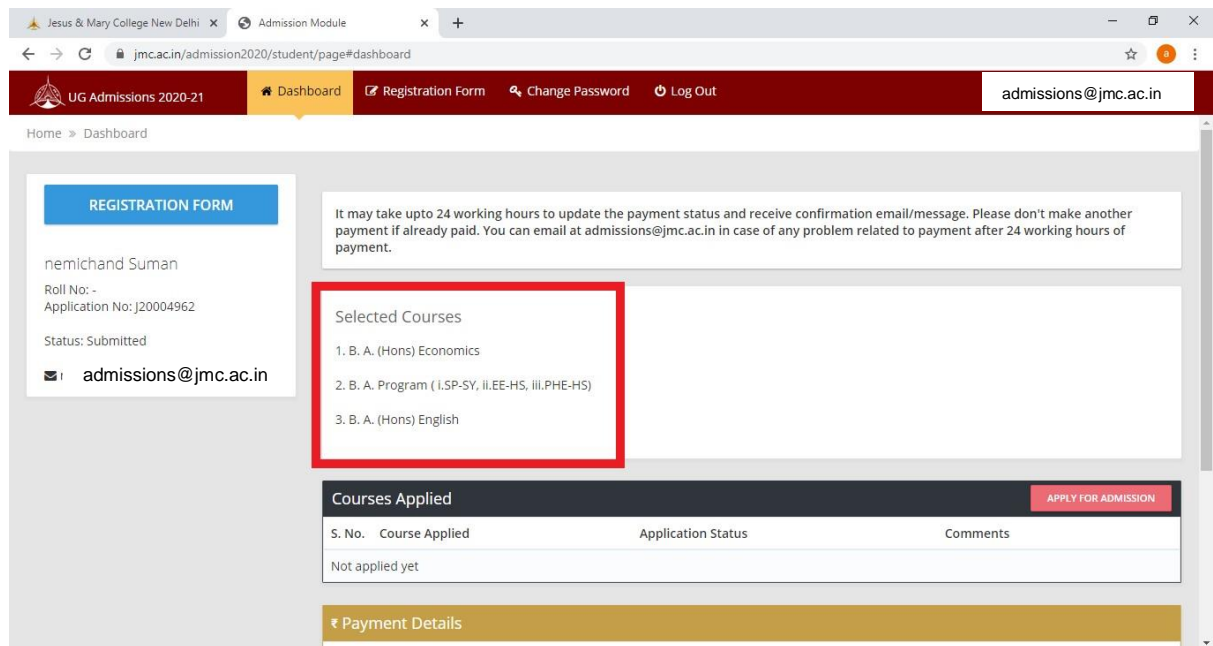 Jesus & Mary College New Delhi
Admission Module
jmc.ac.in/admission2020/student/page#dashboard
a
UG Admissions 2020-21
Dashboard
Registration Form
Change Password
Log Out
admissions@jmc.ac.in
Home » Dashboard
REGISTRATION FORM
nemichand Suman
Roll No: -
Application No: J20004962
Status: Submitted
admissions@jmc.ac.in
It may take upto 24 working hours to update the payment status and receive confirmation email/message. Please don't make another
payment if already paid. You can email at admissions@jmc.ac.in in case of any problem related to payment after 24 working hours of
payment.
Selected Courses
1. B. A. (Hons) Economics
2. B. A. Program ( i.SP-SY, ii.EE-HS, iii.PHE-HS)
3. B. A. (Hons) English
Courses Applied
APPLY FOR ADMISSION
S. No. Course Applied Application Status Comments
Not applied yet
₹ Payment Details